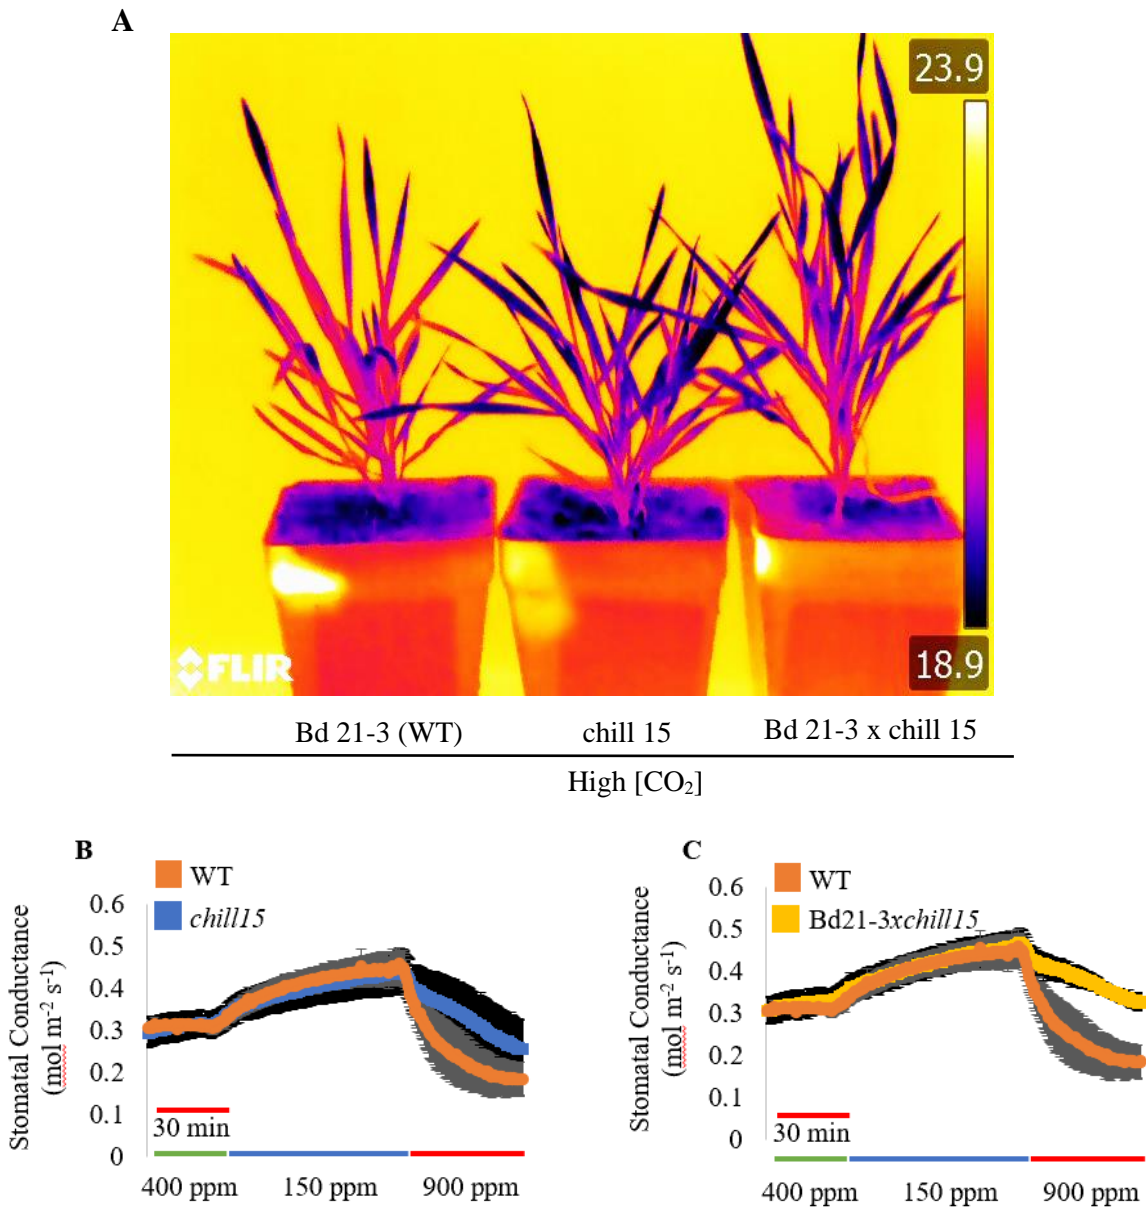 A
23.9
18.9
FLIR
Bd 21-3 (WT) chill 15 Bd 21-3 x chill 15
High [CO₂]
B
WT
chill15
Stomatal Conductance
(mol m⁻² s⁻¹)
0.6
0.5
0.4
0.3
0.2
0.1
0
30 min
400 ppm 150 ppm 900 ppm
C
WT
Bd21-3xchill15
Stomatal Conductance
(mol m⁻² s⁻¹)
0.6
0.5
0.4
0.3
0.2
0.1
0
30 min
400 ppm 150 ppm 900 ppm